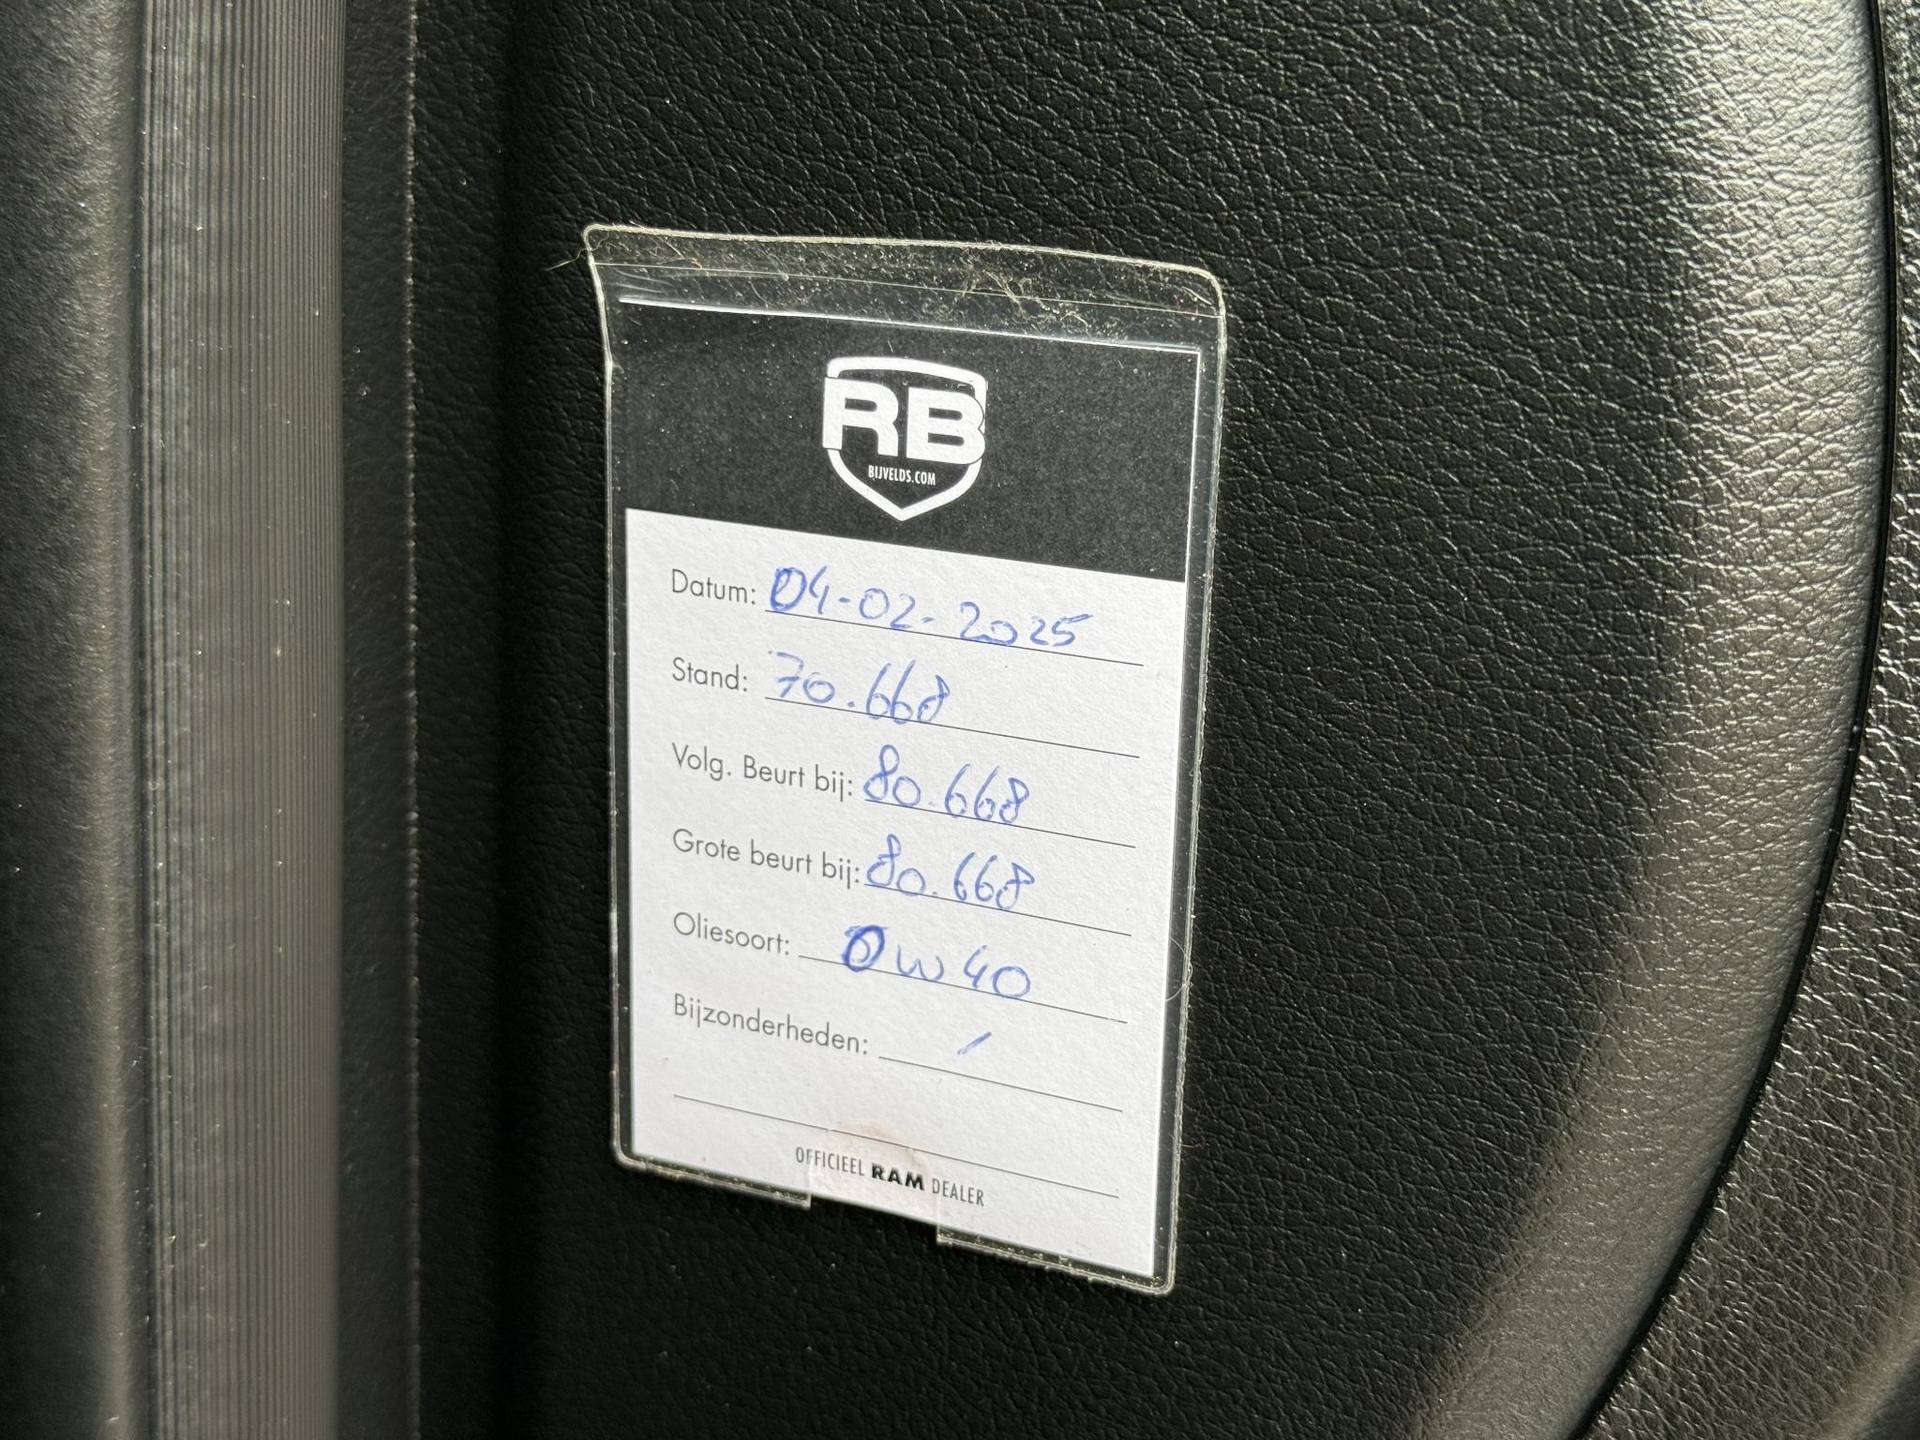 RB
BIJVELDS.COM
Datum: 04-02-2025
Stand: 70.668
Volg. Beurt bij: 80.668
Grote beurt bij: 80.668
Oliesoort: 0W40
Bijzonderheden: /
OFFICIEEL RAM DEALER